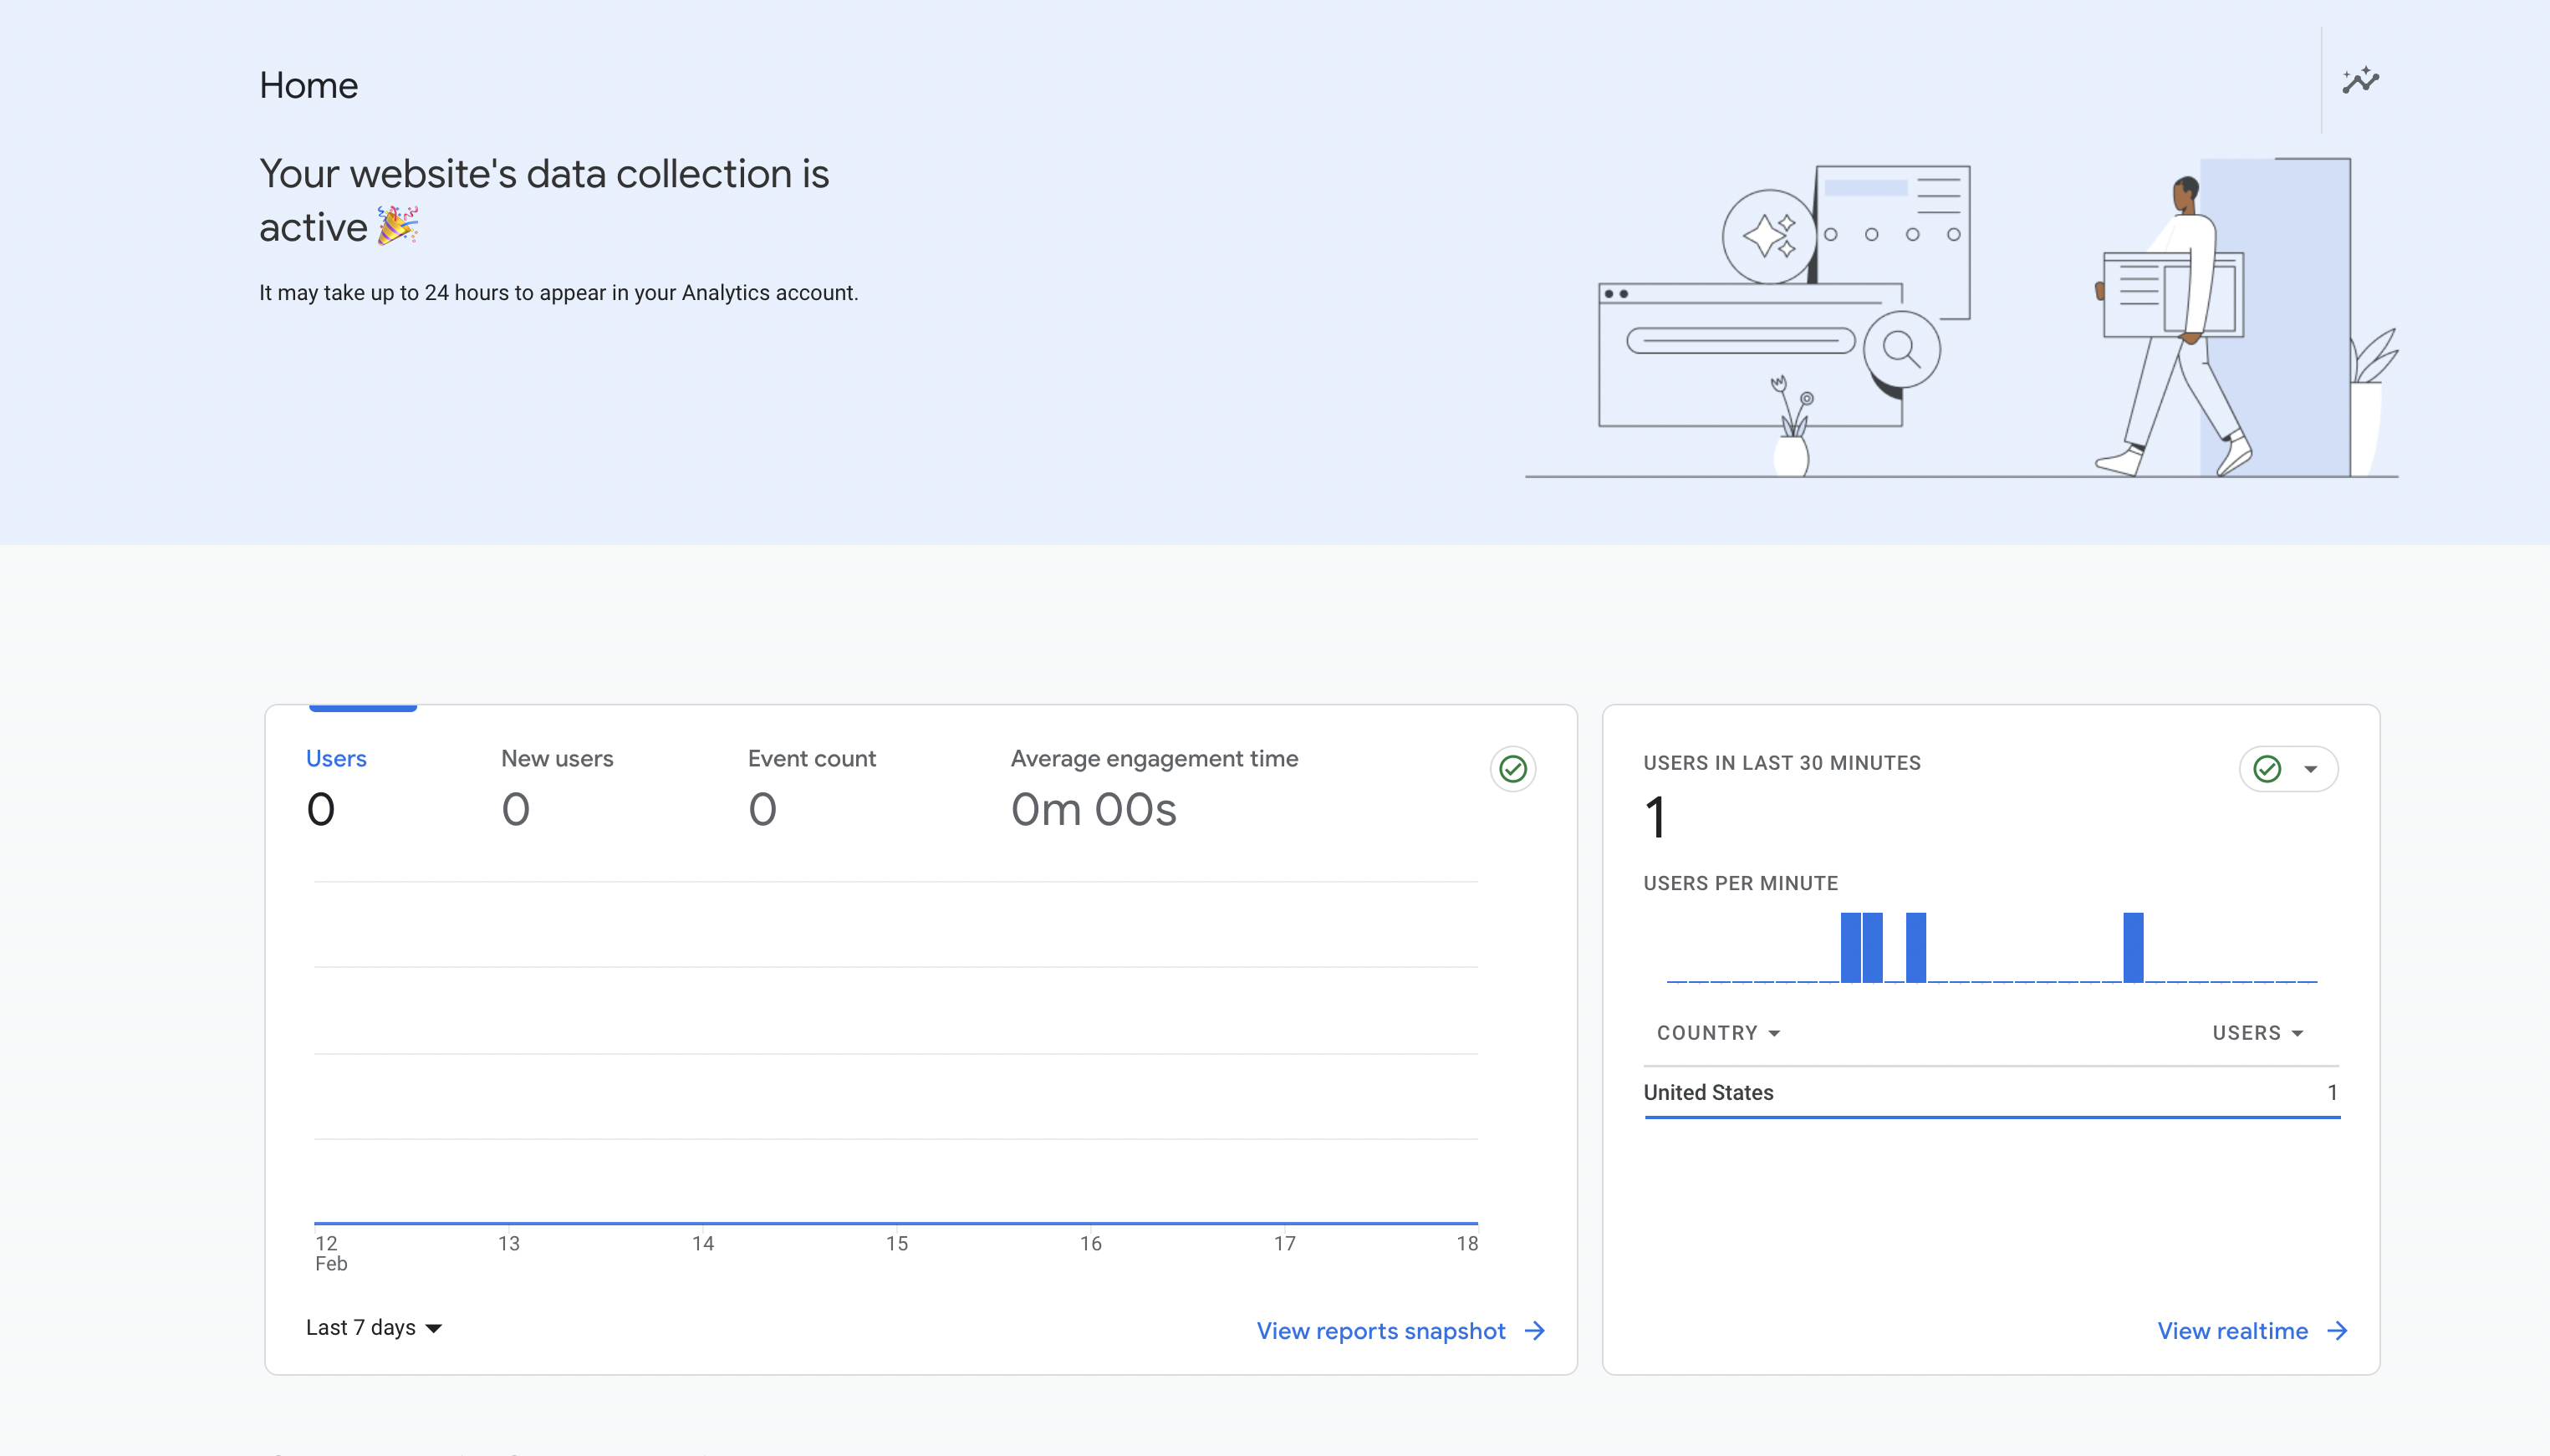 Home
Your website's data collection is
active 🎉
It may take up to 24 hours to appear in your Analytics account.
Users
0
New users
0
Event count
0
Average engagement time
0m 00s
12
Feb
13
14
15
16
17
18
Last 7 days
View reports snapshot
USERS IN LAST 30 MINUTES
1
USERS PER MINUTE
COUNTRY
USERS
United States
1
View realtime